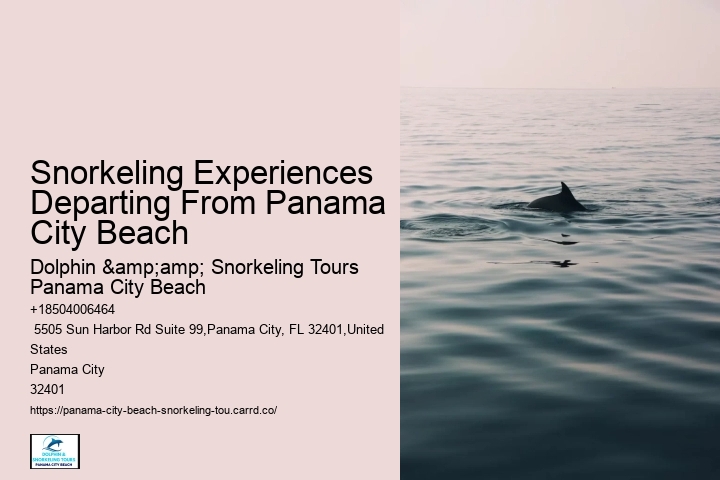 Snorkeling Experiences
Departing From Panama
City Beach
Dolphin &amp;amp; Snorkeling Tours
Panama City Beach
+18504006464
5505 Sun Harbor Rd Suite 99,Panama City, FL 32401,United
States
Panama City
32401
https://panama-city-beach-snorkeling-tou.carrd.co/
DOLPHIN &
SNORKELING TOURS
PANAMA CITY BEACH